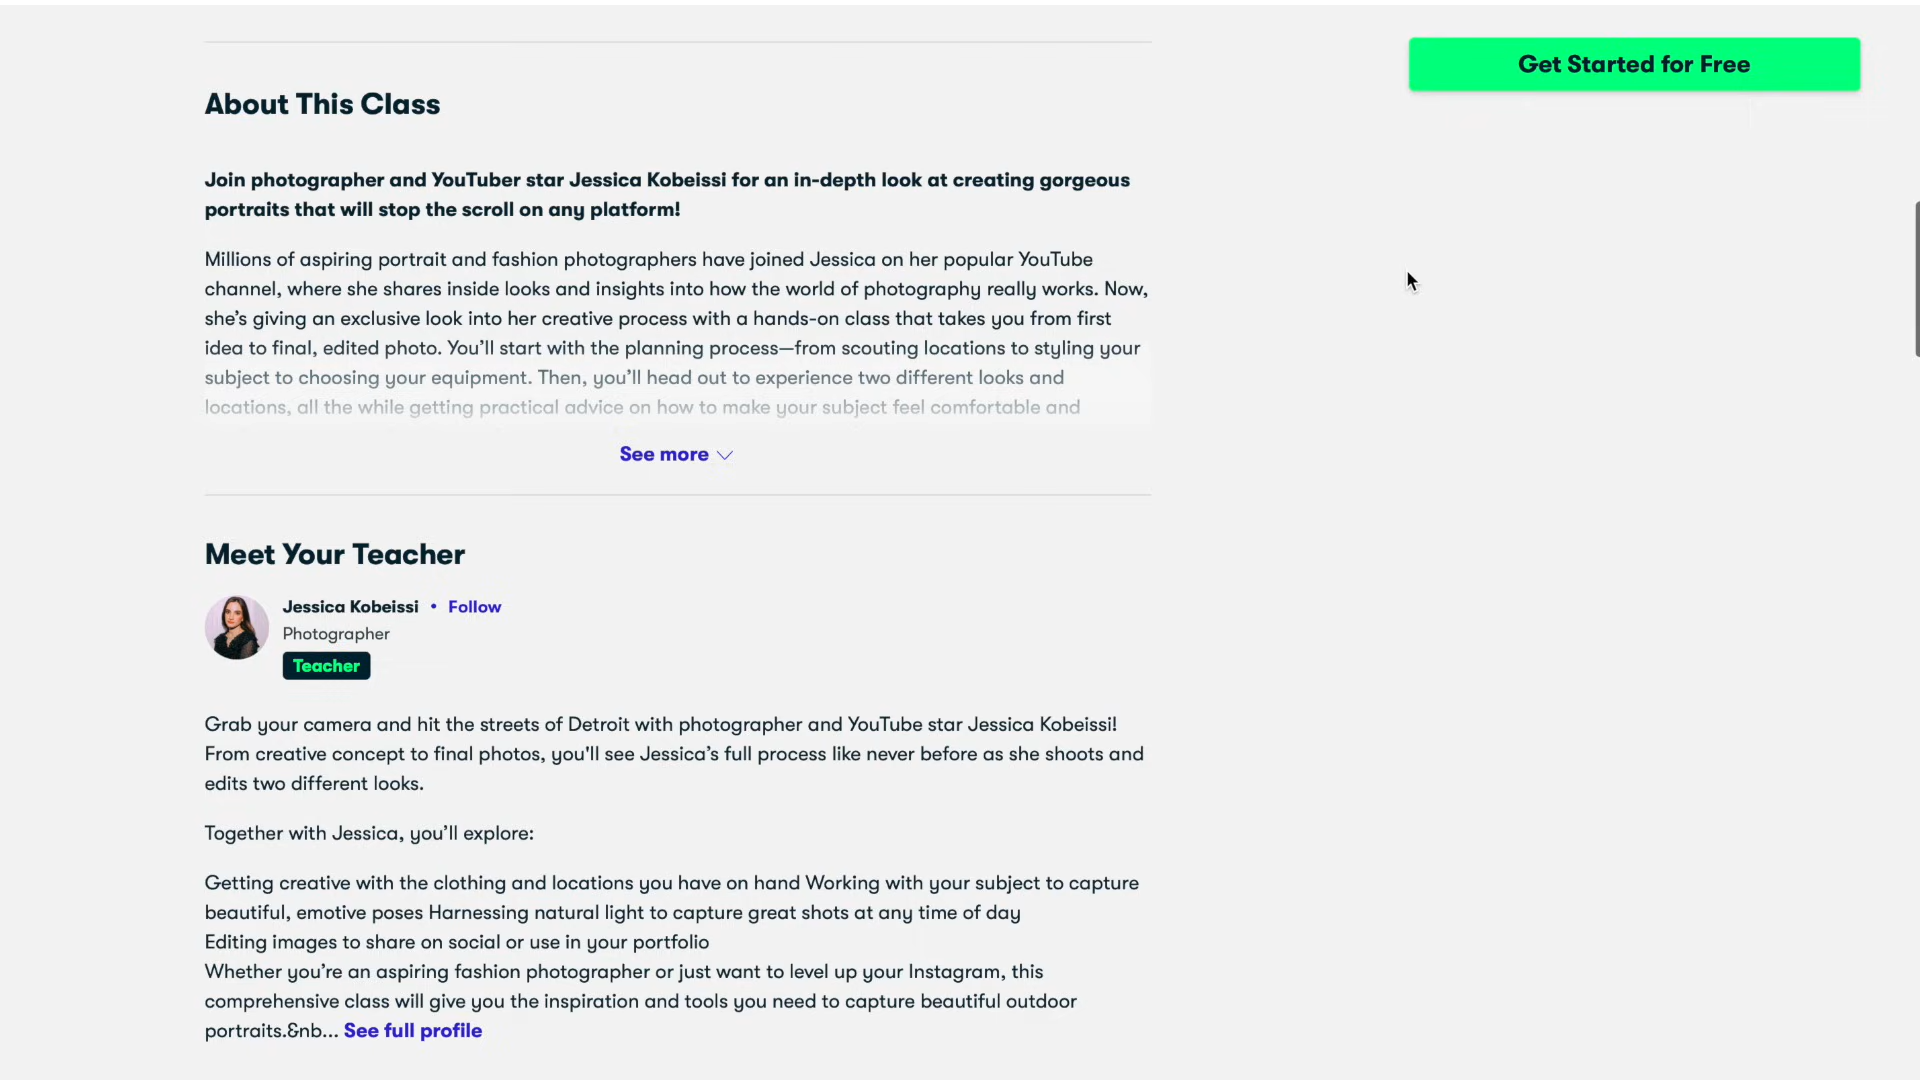 Get Started for Free
About This Class
Join photographer and YouTuber star Jessica Kobeissi for an in-depth look at creating gorgeous
portraits that will stop the scroll on any platform!
Millions of aspiring portrait and fashion photographers have joined Jessica on her popular YouTube
channel, where she shares inside looks and insights into how the world of photography really works. Now,
she’s giving an exclusive look into her creative process with a hands-on class that takes you from first
idea to final, edited photo. You’ll start with the planning process—from scouting locations to styling your
subject to choosing your equipment. Then, you’ll head out to experience two different looks and
locations, all the while getting practical advice on how to make your subject feel comfortable and
See more
Meet Your Teacher
Jessica Kobeissi • Follow
Photographer
Teacher
Grab your camera and hit the streets of Detroit with photographer and YouTube star Jessica Kobeissi!
From creative concept to final photos, you'll see Jessica’s full process like never before as she shoots and
edits two different looks.
Together with Jessica, you’ll explore:
Getting creative with the clothing and locations you have on hand Working with your subject to capture
beautiful, emotive poses Harnessing natural light to capture great shots at any time of day
Editing images to share on social or use in your portfolio
Whether you’re an aspiring fashion photographer or just want to level up your Instagram, this
comprehensive class will give you the inspiration and tools you need to capture beautiful outdoor
portraits.&nb... See full profile